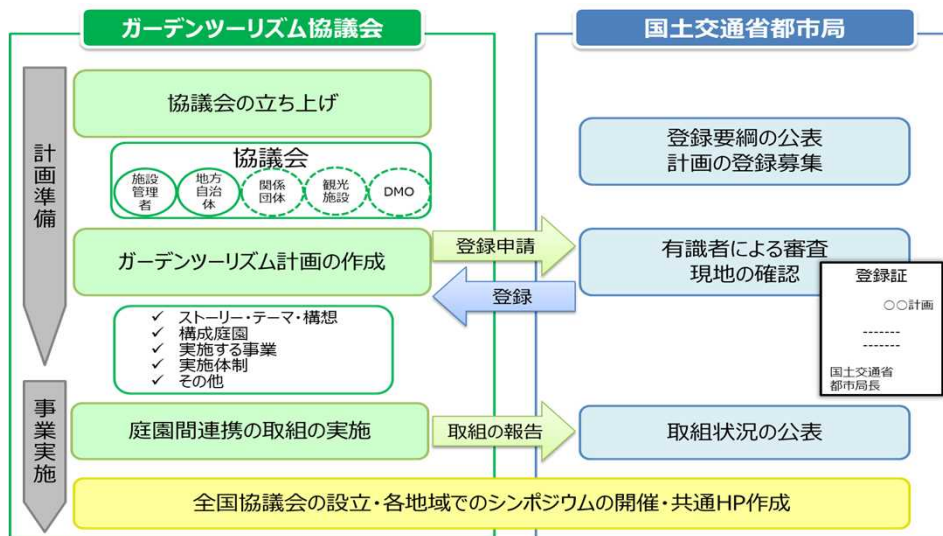 ガーデンツーリズム協議会
国土交通省都市局
計画準備
協議会の立ち上げ
協議会
施設
管理
者
地方
自治
体
関係
団体
観光
施設
DMO
登録要綱の公表
計画の登録募集
ガーデンツーリズム計画の作成
登録申請
登録
有識者による審査
現地の確認
登録証
○○計画
-------
-------
国土交通省
都市局長
✓ ストーリー・テーマ・構想
✓ 構成庭園
✓ 実施する事業
✓ 実施体制
✓ その他
事業実施
庭園間連携の取組の実施
取組の報告
取組状況の公表
全国協議会の設立・各地域でのシンポジウムの開催・共通HP作成